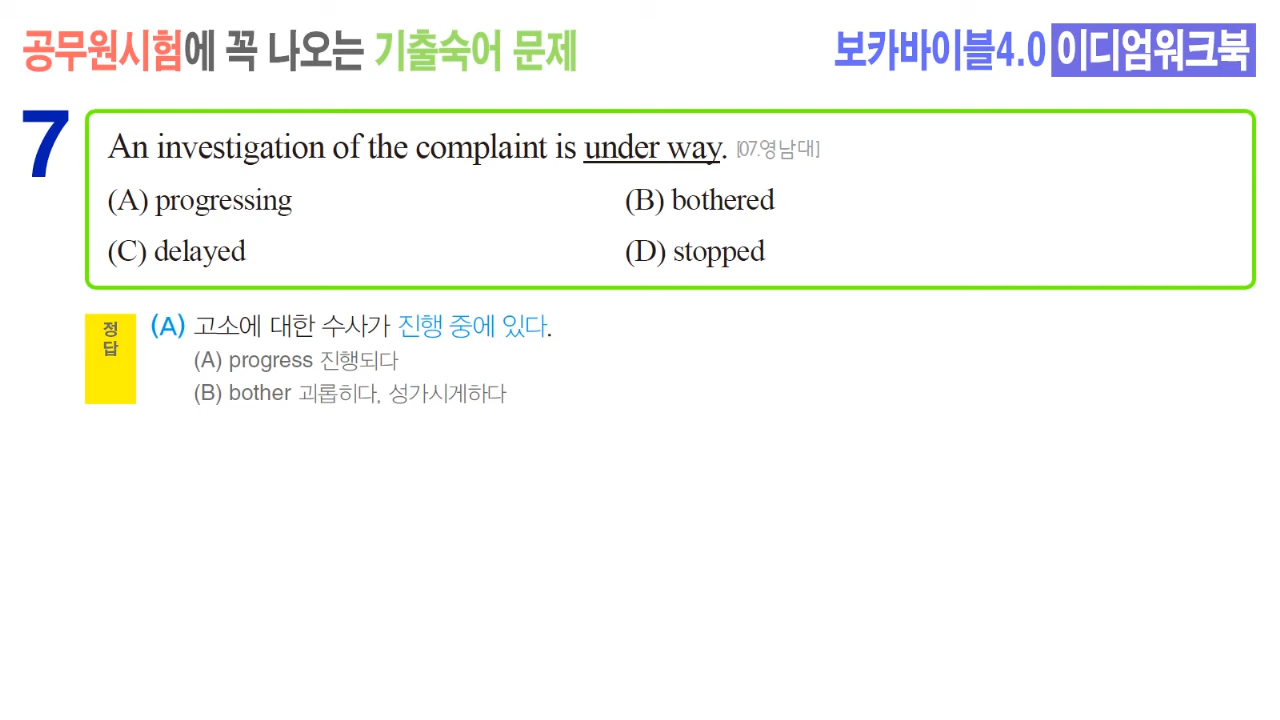 공무원시험에 꼭 나오는 기출숙어 문제
보카바이블4.0 이디엄워크북
7
An investigation of the complaint is under way. [07.영남대]
(A) progressing (B) bothered
(C) delayed (D) stopped
정답
(A) 고소에 대한 수사가 진행 중에 있다.
(A) progress 진행되다
(B) bother 괴롭히다, 성가시게하다